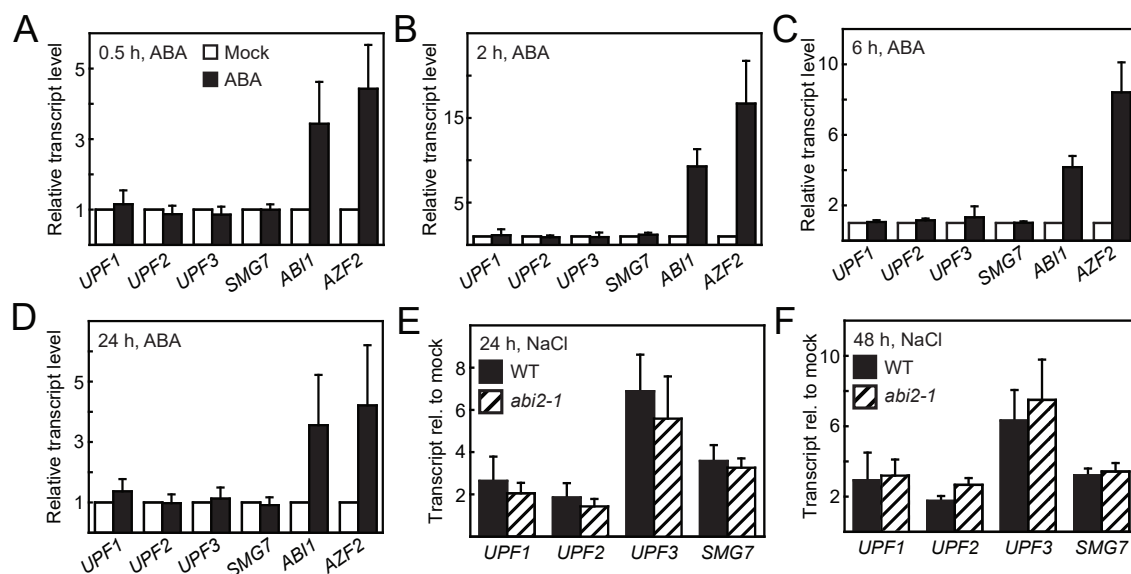 A
Relative transcript level
0.5 h, ABA
Mock
ABA
5
3
1
UPF1
UPF2
UPF3
SMG7
ABI1
AZF2
B
Relative transcript level
2 h, ABA
15
5
UPF1
UPF2
UPF3
SMG7
ABI1
AZF2
C
Relative transcript level
6 h, ABA
10
6
2
UPF1
UPF2
UPF3
SMG7
ABI1
AZF2
D
Relative transcript level
24 h, ABA
5
3
1
UPF1
UPF2
UPF3
SMG7
ABI1
AZF2
E
Transcript rel. to mock
24 h, NaCl
WT
abi2-1
8
6
4
2
UPF1
UPF2
UPF3
SMG7
F
Transcript rel. to mock
48 h, NaCl
WT
abi2-1
10
6
2
UPF1
UPF2
UPF3
SMG7